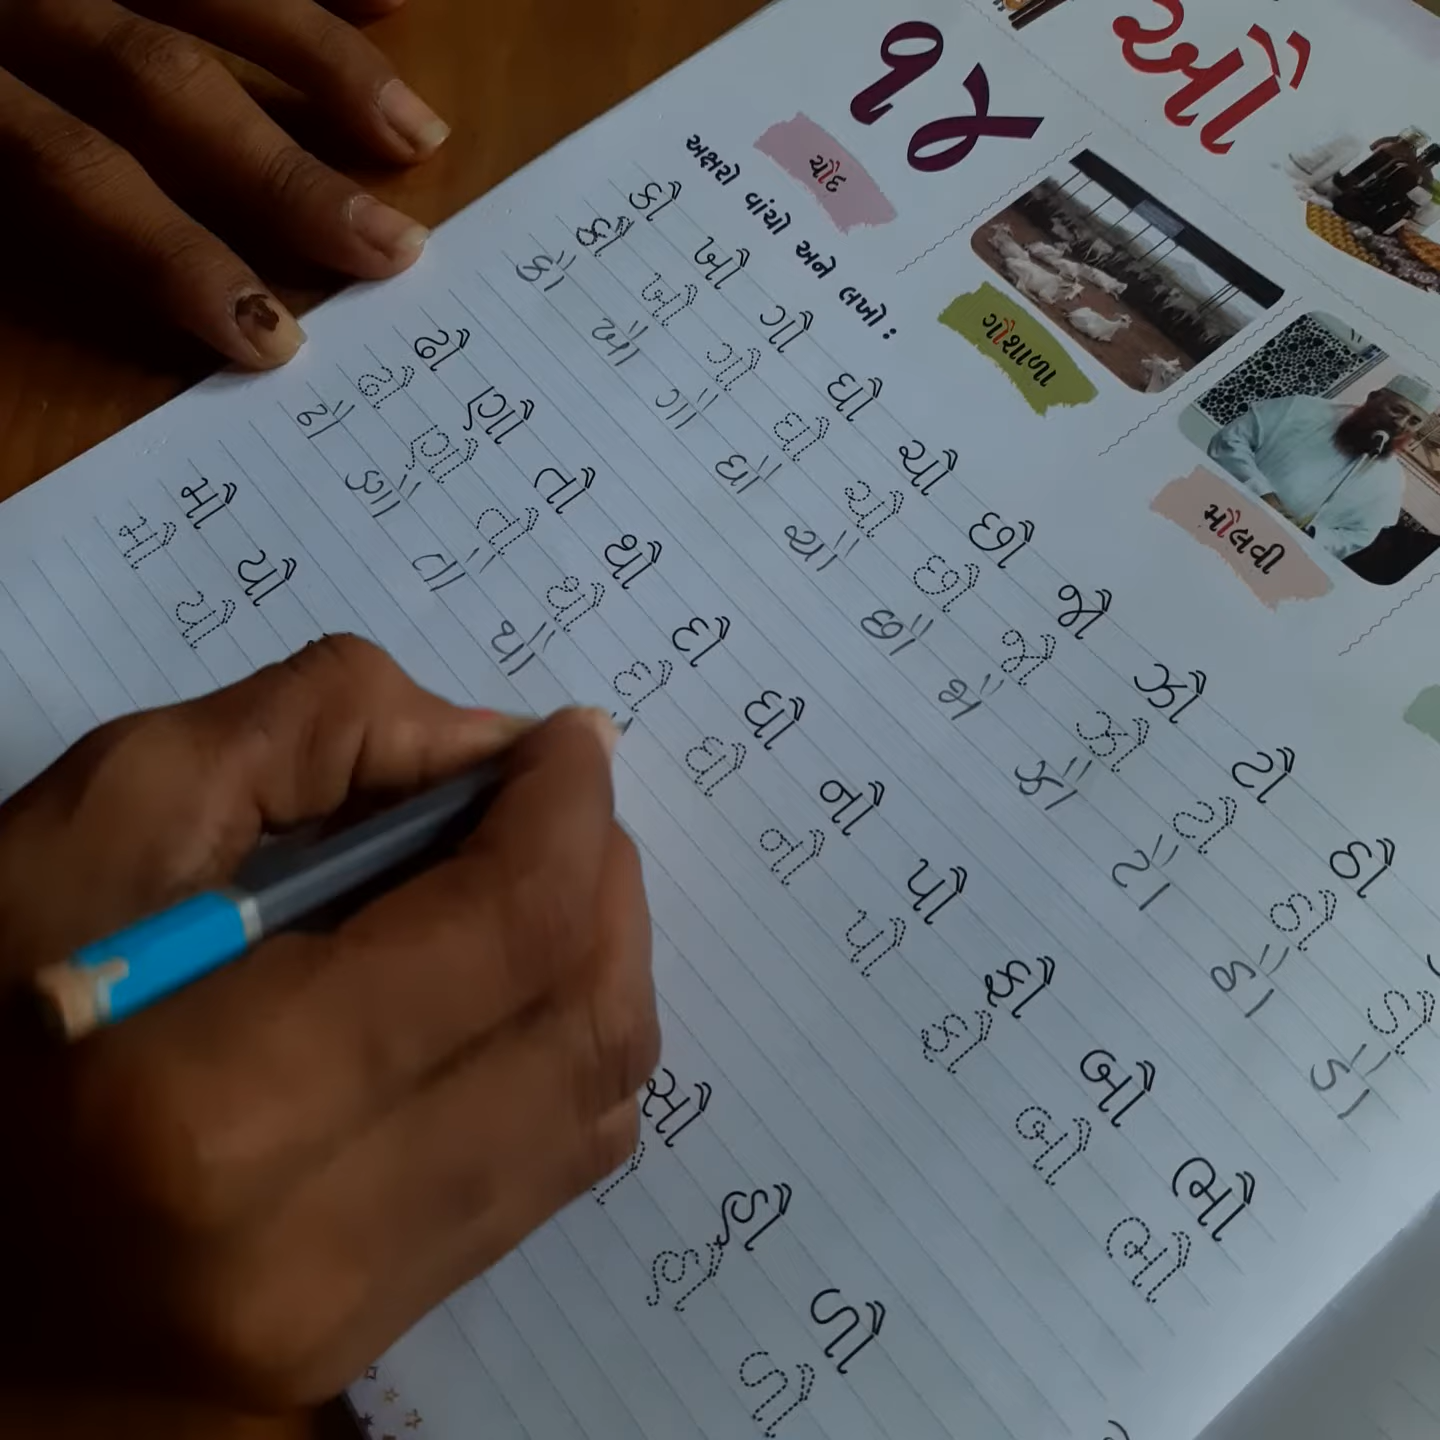 ઔ
૧૪
ચૌદ
ગૌશાળા
મૌલવી
અક્ષરો વાંચો અને લખો :
કૌ ખૌ ગૌ ઘૌ ચૌ છૌ જૌ ઝૌ ટૌ ઠૌ
કૌ ખૌ ગૌ ઘૌ ચૌ છૌ જૌ ઝૌ ટૌ ઠૌ ડૌ
કૌ ખૌ ગૌ ઘૌ ચૌ છૌ જૌ ઝૌ ટૌ ઠૌ ડૌ
ઢૌ ણૌ તૌ થૌ દૌ ધૌ નૌ પૌ ફૌ બૌ ભૌ
ઢૌ ણૌ તૌ થૌ દૌ ધૌ નૌ પૌ ફૌ બૌ ભૌ
ઢૌ ણૌ તૌ થૌ
મૌ યૌ સૌ હૌ ળૌ
મૌ યૌ હૌ ળૌ